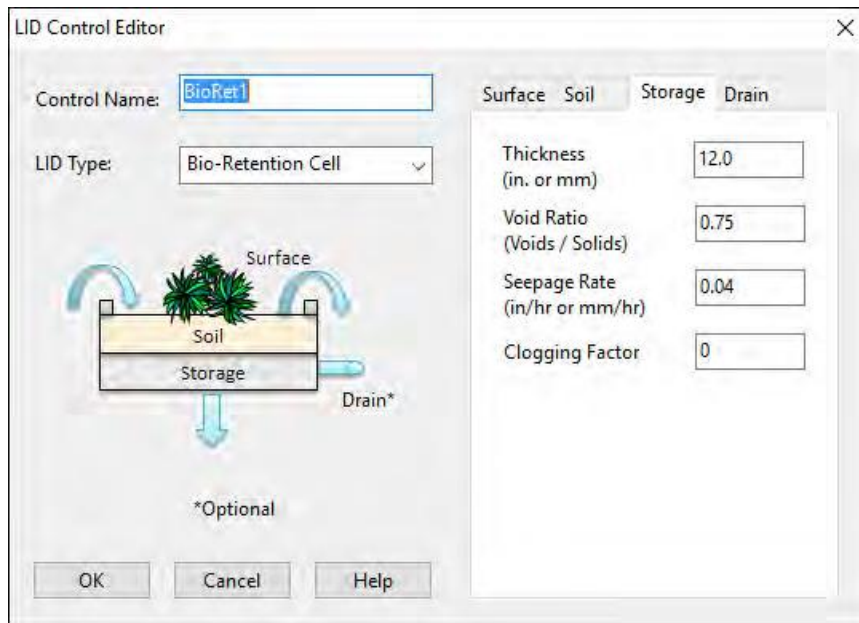 LID Control Editor
Control Name:
BioRet1
LID Type:
Bio-Retention Cell
Surface
Soil
Storage
Drain*
*Optional
OK
Cancel
Help
Surface Soil Storage Drain
Thickness
(in. or mm)
12.0
Void Ratio
(Voids / Solids)
0.75
Seepage Rate
(in/hr or mm/hr)
0.04
Clogging Factor
0